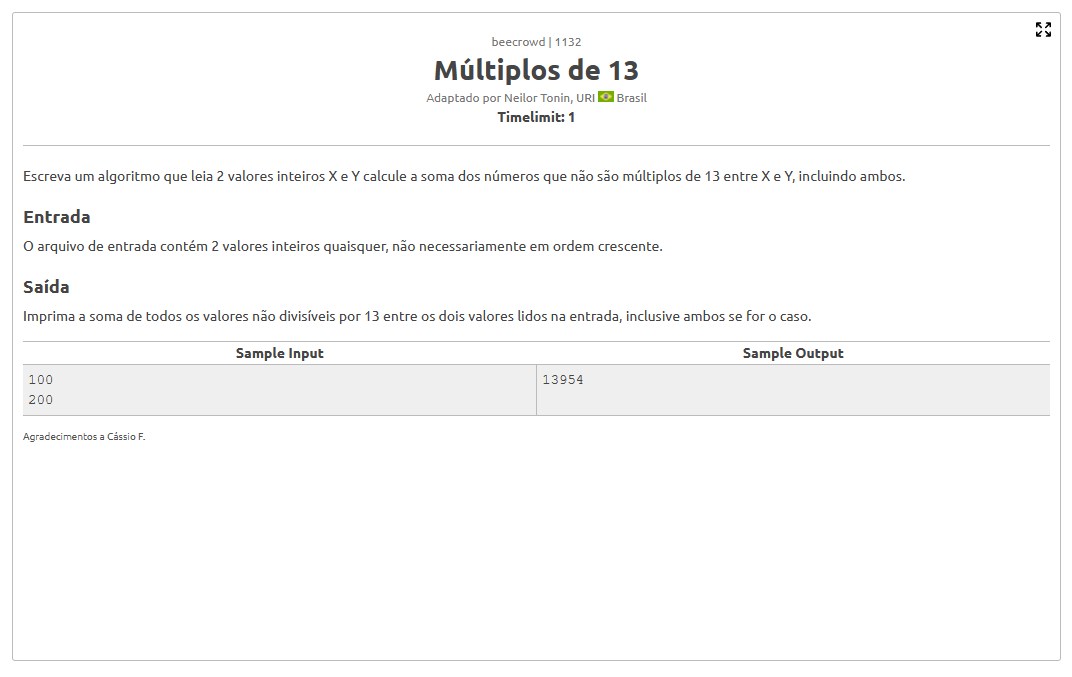 beecrowd | 1132
Múltiplos de 13
Adaptado por Neilor Tonin, URI Brasil
Timelimit: 1
Escreva um algoritmo que leia 2 valores inteiros X e Y calcule a soma dos números que não são múltiplos de 13 entre X e Y, incluindo ambos.
Entrada
O arquivo de entrada contém 2 valores inteiros quaisquer, não necessariamente em ordem crescente.
Saída
Imprima a soma de todos os valores não divisíveis por 13 entre os dois valores lidos na entrada, inclusive ambos se for o caso.
Sample Input Sample Output
100 13954
200
Agradecimentos a Cássio F.